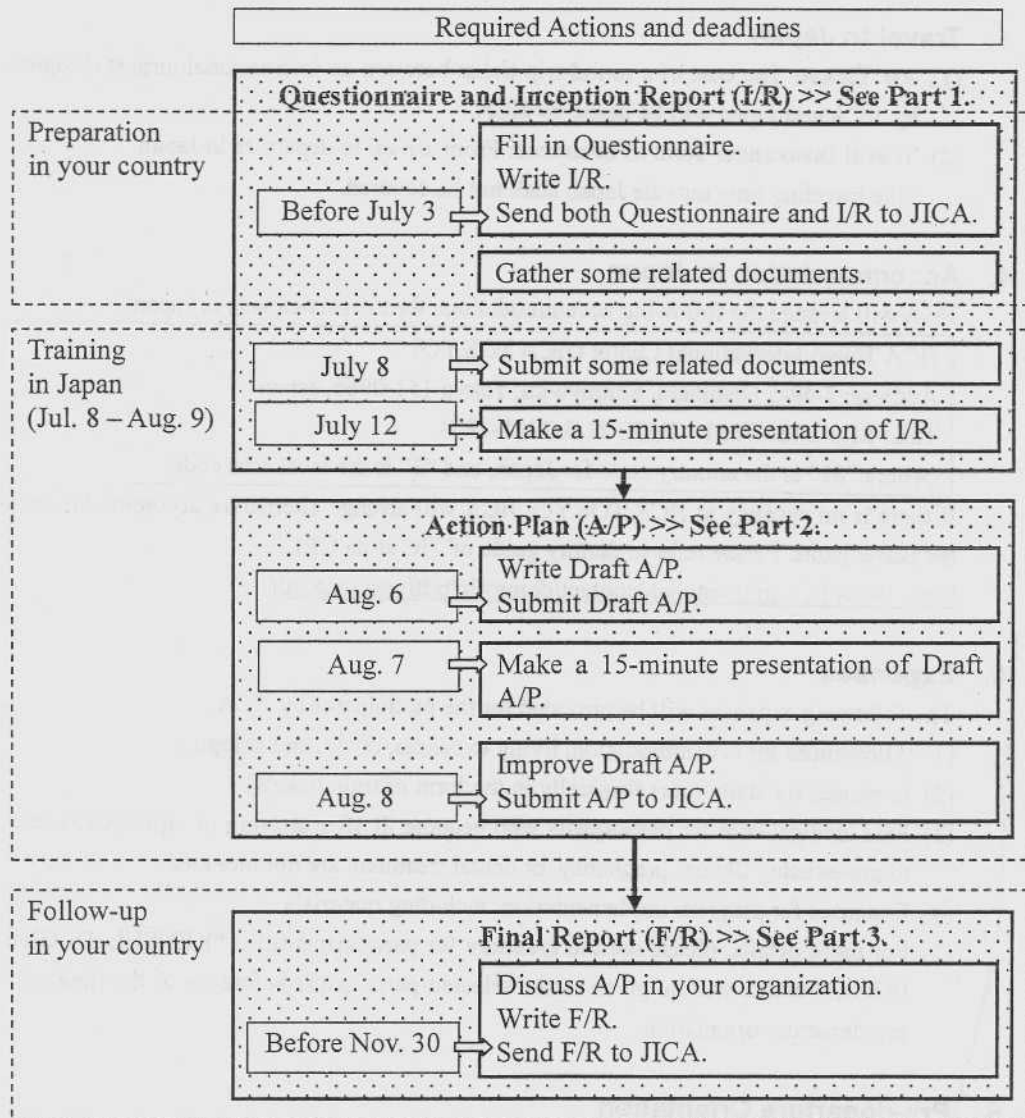 Required Actions and deadlines
Questionnaire and Inception Report (I/R) >> See Part 1.
Preparation
in your country
Fill in Questionnaire.
Write I/R.
Before July 3
Send both Questionnaire and I/R to JICA.
Gather some related documents.
Training
in Japan
(Jul. 8 – Aug. 9)
July 8
Submit some related documents.
July 12
Make a 15-minute presentation of I/R.
Action Plan (A/P) >> See Part 2.
Write Draft A/P.
Aug. 6
Submit Draft A/P.
Aug. 7
Make a 15-minute presentation of Draft
A/P.
Improve Draft A/P.
Aug. 8
Submit A/P to JICA.
Follow-up
in your country
Final Report (F/R) >> See Part 3.
Discuss A/P in your organization.
Write F/R.
Before Nov. 30
Send F/R to JICA.